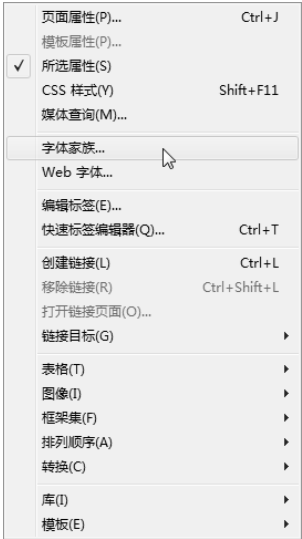 页面属性(P)... Ctrl+J
模板属性(P)...
所选属性(S)
CSS 样式(Y) Shift+F11
媒体查询(M)...
字体家族...
Web 字体...
编辑标签(E)...
快速标签编辑器(Q)... Ctrl+T
创建链接(L) Ctrl+L
移除链接(R) Ctrl+Shift+L
打开链接页面(O)...
链接目标(G)
表格(T)
图像(I)
框架集(F)
排列顺序(A)
转换(C)
库(I)
模板(E)